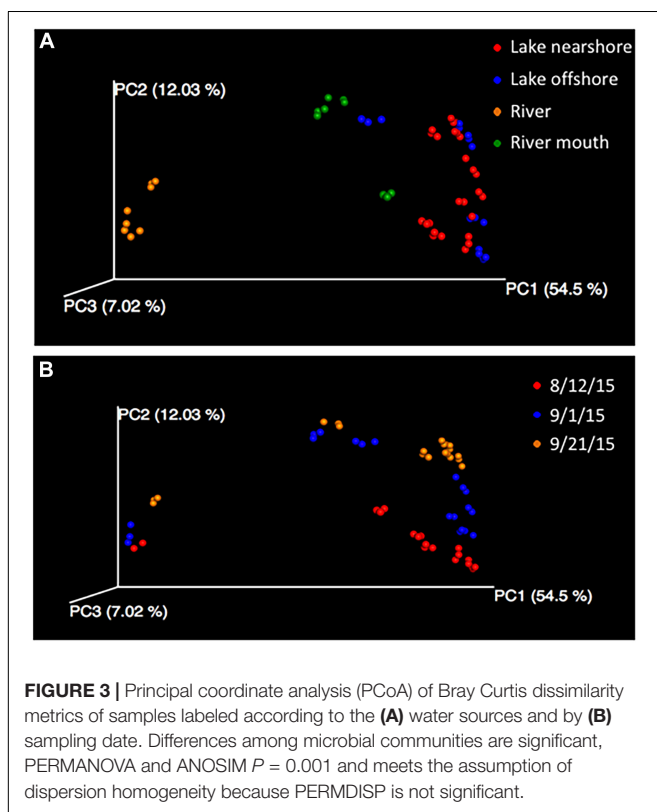 A
Lake nearshore
Lake offshore
River
River mouth
PC2 (12.03 %)
PC1 (54.5 %)
PC3 (7.02 %)
B
8/12/15
9/1/15
9/21/15
PC2 (12.03 %)
PC1 (54.5 %)
PC3 (7.02 %)
FIGURE 3 | Principal coordinate analysis (PCoA) of Bray Curtis dissimilarity
metrics of samples labeled according to the (A) water sources and by (B)
sampling date. Differences among microbial communities are significant,
PERMANOVA and ANOSIM P = 0.001 and meets the assumption of
dispersion homogeneity because PERMDISP is not significant.